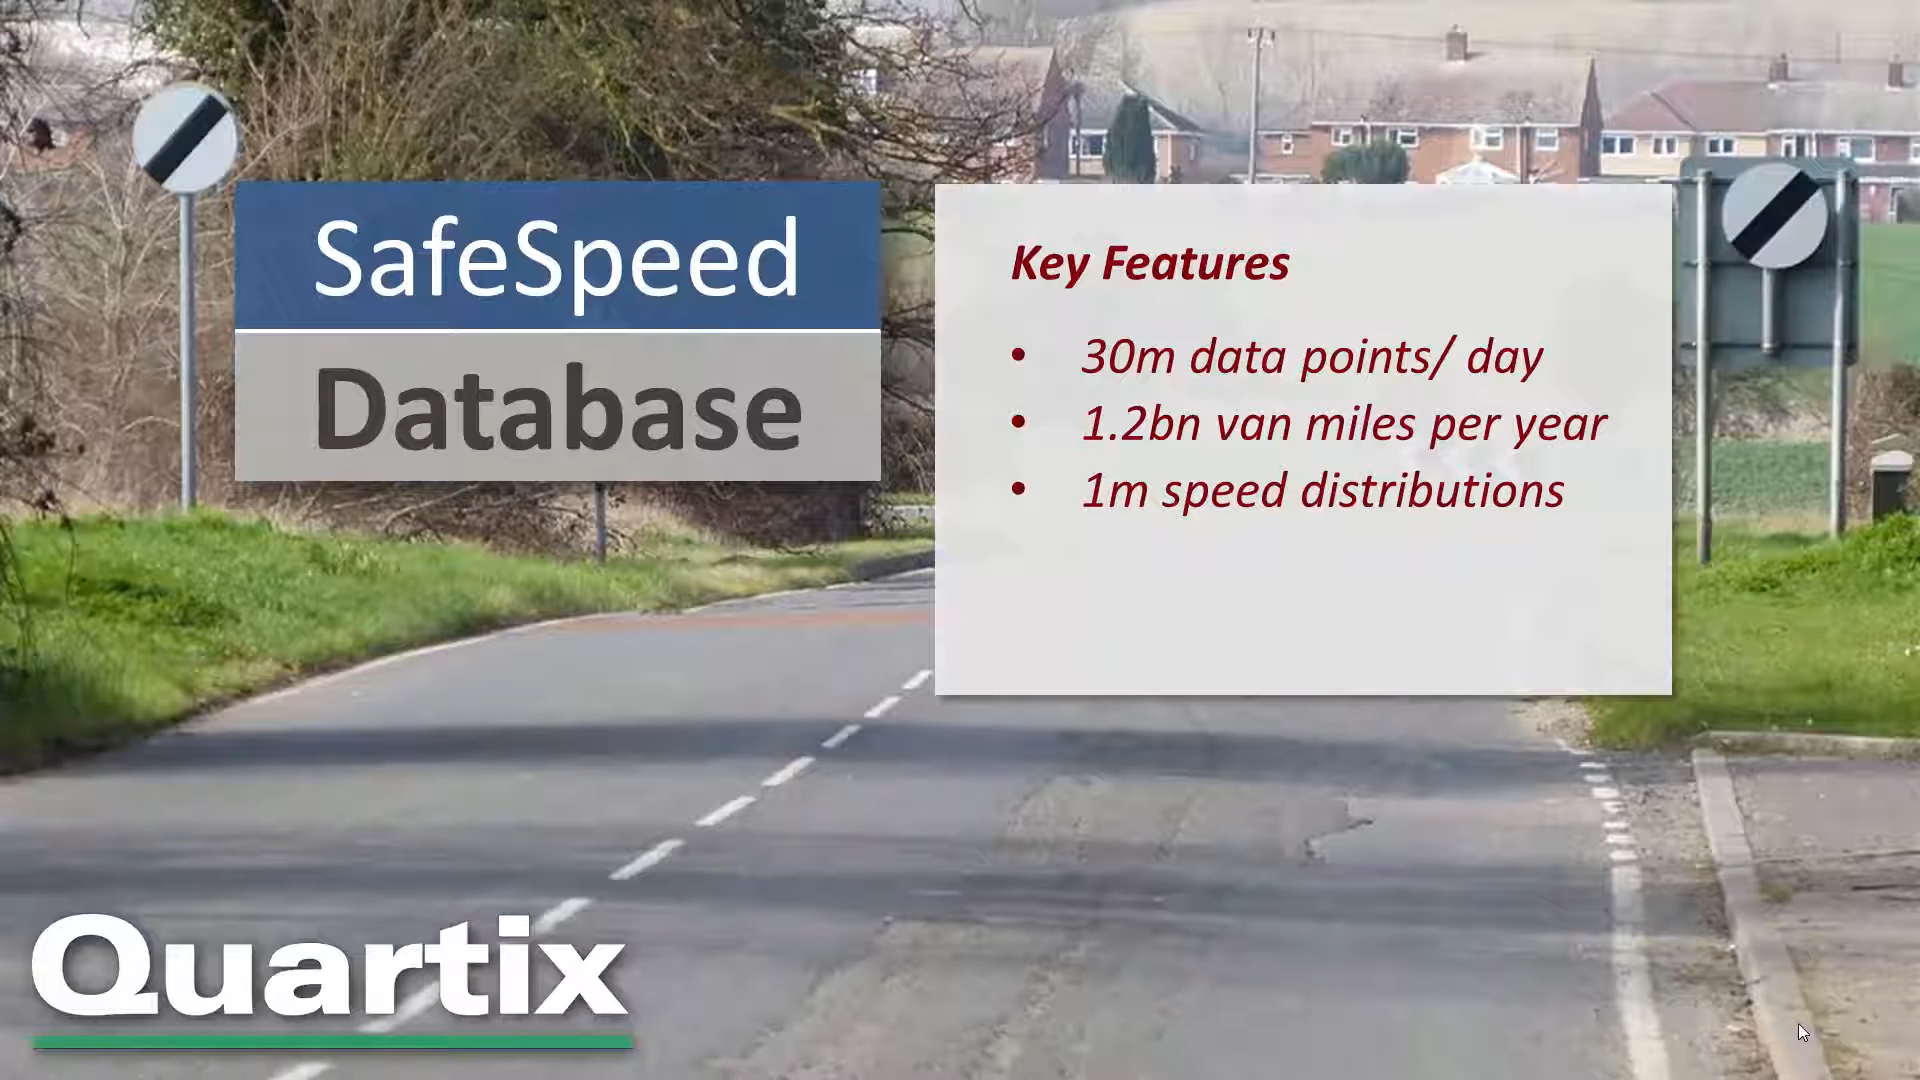 SafeSpeed
Database
Key Features
• 30m data points/ day
• 1.2bn van miles per year
• 1m speed distributions
Quartix